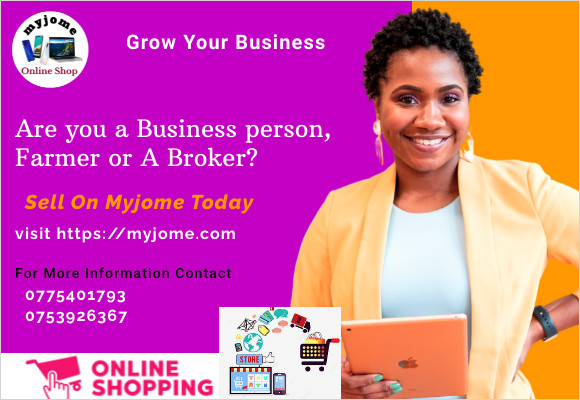 myjome
Online Shop
Grow Your Business
Are you a Business person,
Farmer or A Broker?
Sell On Myjome Today
visit https://myjome.com
For More Information Contact
0775401793
0753926367
STORE
ONLINE
SHOPPING